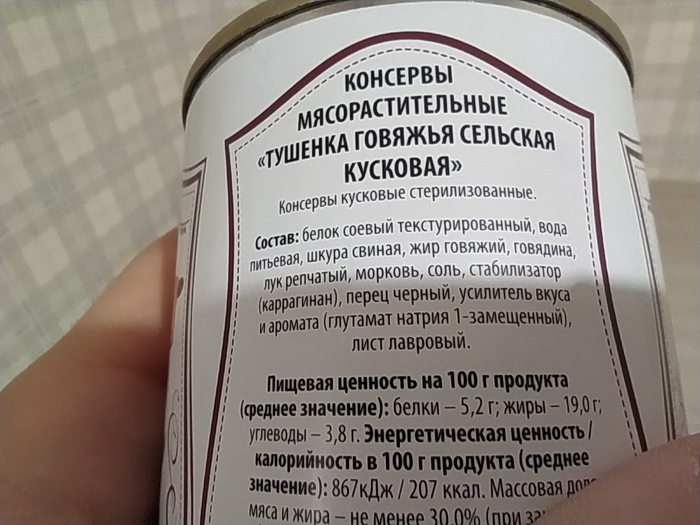 КОНСЕРВЫ
МЯСОРАСТИТЕЛЬНЫЕ
«ТУШЕНКА ГОВЯЖЬЯ СЕЛЬСКАЯ
КУСКОВАЯ»
Консервы кусковые стерилизованные.
Состав: белок соевый текстурированный, вода
питьевая, шкура свиная, жир говяжий, говядина,
лук репчатый, морковь, соль, стабилизатор
(каррагинан), перец черный, усилитель вкуса
и аромата (глутамат натрия 1-замещенный),
лист лавровый.
Пищевая ценность на 100 г продукта
(среднее значение): белки – 5,2 г; жиры – 19,0 г;
углеводы – 3,8 г. Энергетическая ценность /
калорийность в 100 г продукта (среднее
значение): 867кДж / 207 ккал. Массовая
мяса и жира – не менее 30,0% (при